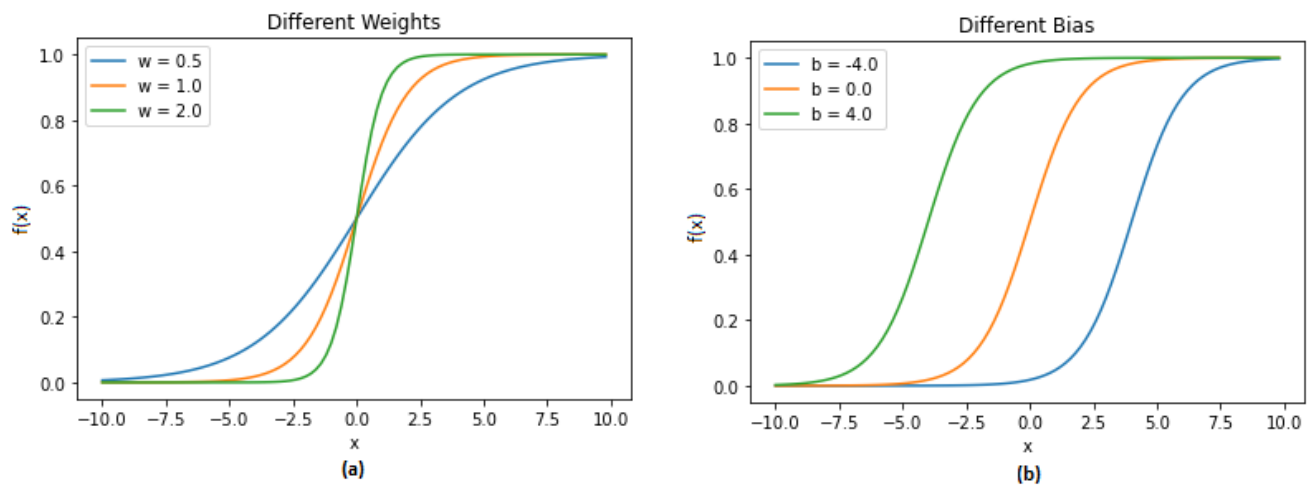 Different Weights
w = 0.5
w = 1.0
w = 2.0
1.0
0.8
0.6
0.4
0.2
0.0
f(x)
−10.0 −7.5 −5.0 −2.5 0.0 2.5 5.0 7.5 10.0
x
(a)
Different Bias
b = -4.0
b = 0.0
b = 4.0
1.0
0.8
0.6
0.4
0.2
0.0
f(x)
−10.0 −7.5 −5.0 −2.5 0.0 2.5 5.0 7.5 10.0
x
(b)